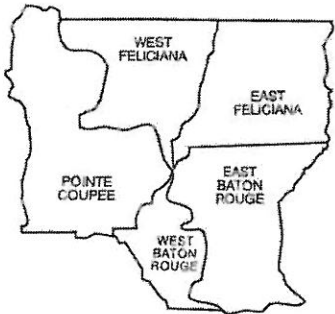 WEST
FELICIANA
EAST
FELICIANA
POINTE
COUPEE
EAST
BATON
ROUGE
WEST
BATON
ROUGE